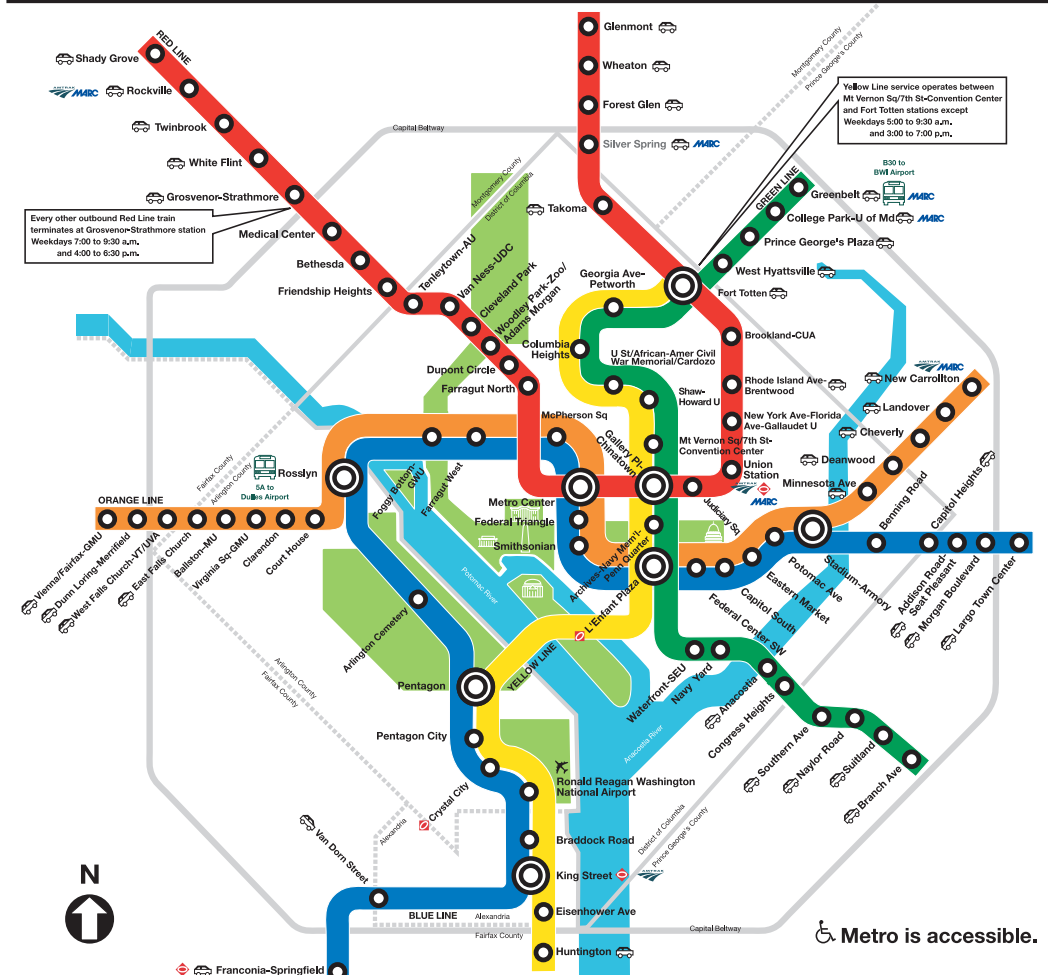 RED LINE
Shady Grove
AMTRAK
MARC
Rockville
Twinbrook
White Flint
Grosvenor-Strathmore
Every other outbound Red Line train
terminates at Grosvenor-Strathmore station
Weekdays 7:00 to 9:30 a.m.
and 4:00 to 6:30 p.m.
Medical Center
Bethesda
Friendship Heights
Tenleytown-AU
Van Ness-UDC
Cleveland Park
Woodley Park-Zoo/
Adams Morgan
Dupont Circle
Farragut North
Capital Beltway
Montgomery County
District of Columbia
Glenmont
Wheaton
Forest Glen
Silver Spring
MARC
Takoma
Montgomery County
Prince George's County
Yellow Line service operates between
Mt Vernon Sq/7th St-Convention Center
and Fort Totten stations except
Weekdays 5:00 to 9:30 a.m.
and 3:00 to 7:00 p.m.
B30 to
BWI Airport
GREEN LINE
Greenbelt
MARC
College Park-U of Md
MARC
Prince George's Plaza
West Hyattsville
Fort Totten
Georgia Ave-
Petworth
Columbia
Heights
U St/African-Amer Civil
War Memorial/Cardozo
Shaw-
Howard U
Mt Vernon Sq/7th St-
Convention Center
Gallery Pl-
Chinatown
Brookland-CUA
Rhode Island Ave-
Brentwood
New York Ave-Florida
Ave-Gallaudet U
Union
Station
AMTRAK
MARC
Judiciary Sq
AMTRAK
MARC
New Carrollton
Landover
Cheverly
Deanwood
Minnesota Ave
Benning Road
Capitol Heights
Addison Road-
Seat Pleasant
Morgan Boulevard
Largo Town Center
Stadium-Armory
Potomac Ave
Eastern Market
Capitol South
Federal Center SW
McPherson Sq
Metro Center
Federal Triangle
Smithsonian
Archives-Navy Mem'l-
Penn Quarter
L'Enfant Plaza
Fairfax County
Arlington County
5A to
Dulles Airport
Rosslyn
Foggy Bottom-
GWU
Farragut West
ORANGE LINE
Vienna/Fairfax-GMU
Dunn Loring-Merrifield
West Falls Church-VT/UVA
East Falls Church
Ballston-MU
Virginia Sq-GMU
Clarendon
Court House
Potomac River
Arlington Cemetery
Arlington County
Fairfax County
YELLOW LINE
Pentagon
Pentagon City
Crystal City
Ronald Reagan Washington
National Airport
Braddock Road
King Street
AMTRAK
Eisenhower Ave
Huntington
Alexandria
Van Dorn Street
BLUE LINE
Alexandria
Fairfax County
Franconia-Springfield
Waterfront-SEU
Navy Yard
Anacostia
Congress Heights
Southern Ave
Naylor Road
Suitland
Branch Ave
Anacostia River
District of Columbia
Prince George's County
Capital Beltway
N
Metro is accessible.